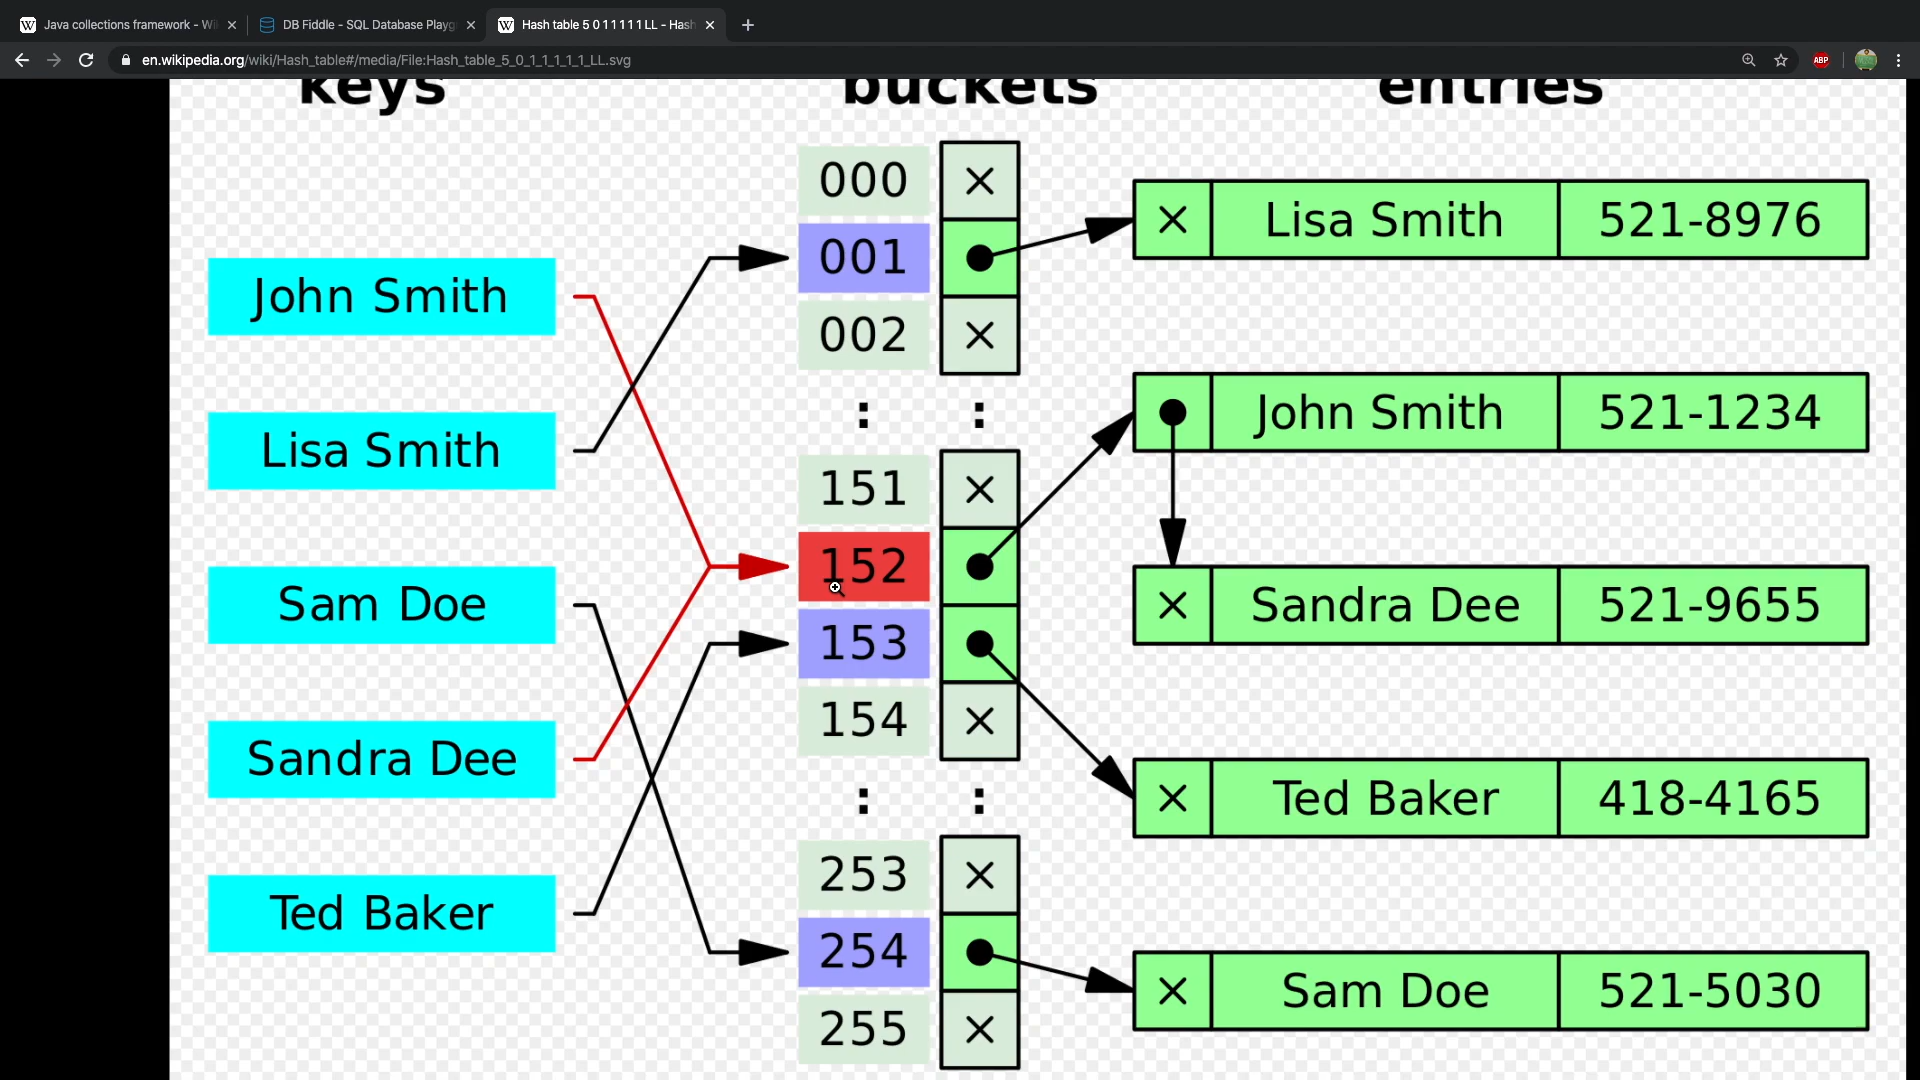 Java collections framework - Wi
DB Fiddle - SQL Database Playg
Hash table 5 0 1 1 1 1 1 LL - Hash
en.wikipedia.org/wiki/Hash_table#/media/File:Hash_table_5_0_1_1_1_1_1_LL.svg
ABP
keys
buckets
entries
John Smith
Lisa Smith
Sam Doe
Sandra Dee
Ted Baker
000
001
002
:
:
151
152
153
154
:
:
253
254
255
Lisa Smith 521-8976
John Smith 521-1234
Sandra Dee 521-9655
Ted Baker 418-4165
Sam Doe 521-5030